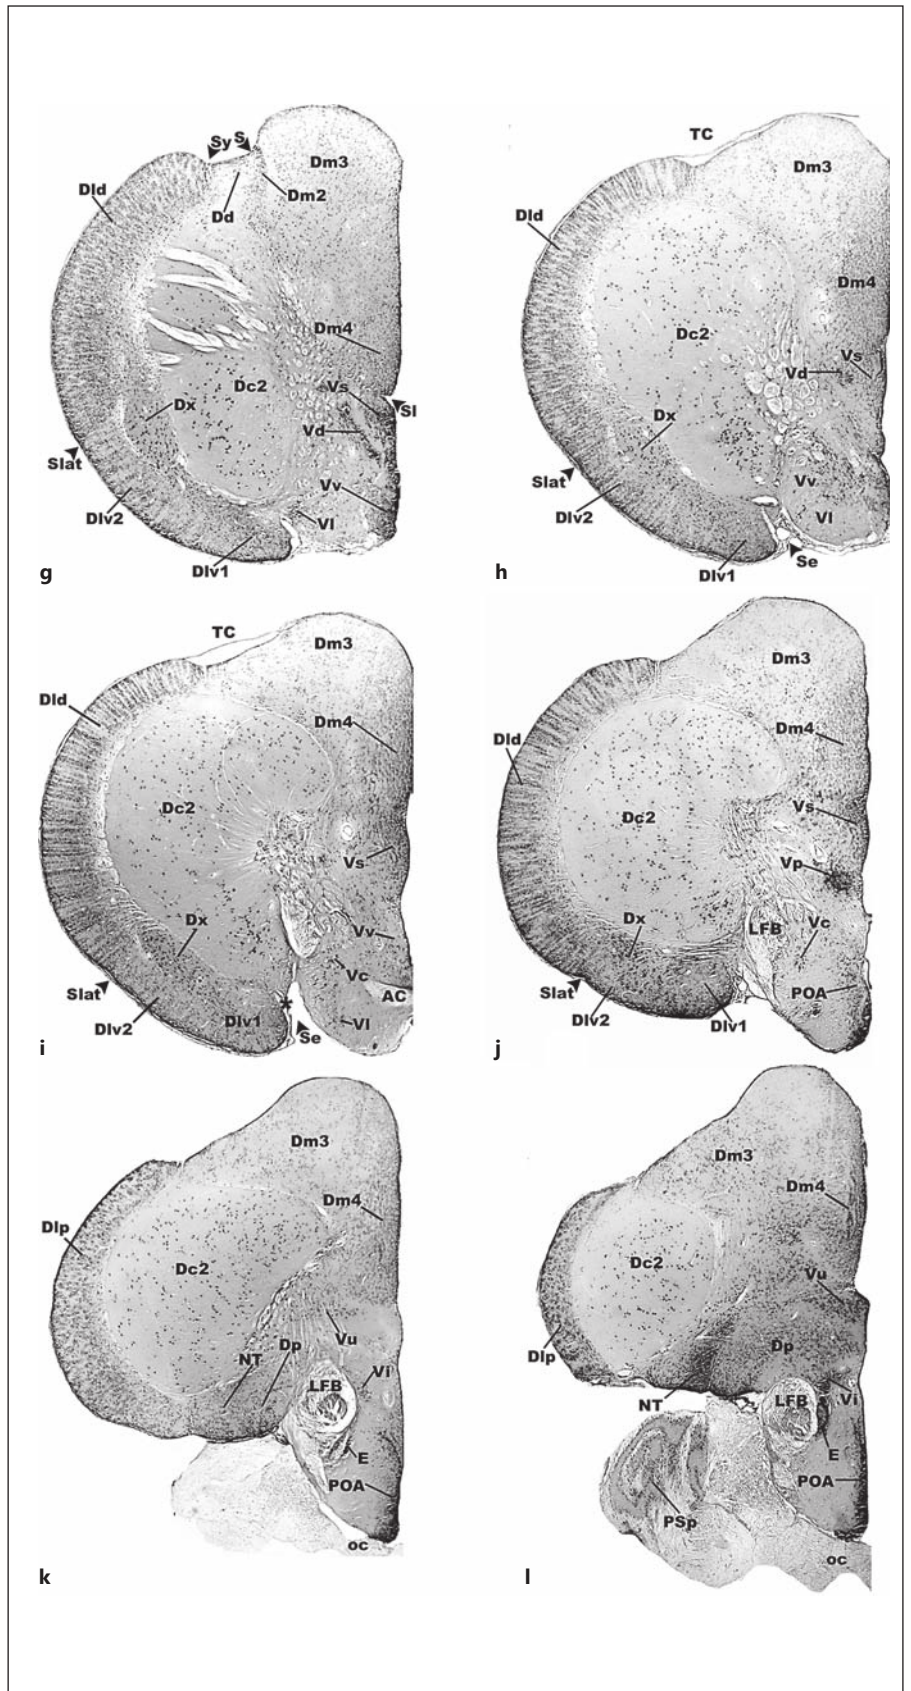 Sy S
Dm3
Dld
Dm2
Dd
Dm4
Dc2
Vs
Dx
Sl
Vd
Slat
Vv
Dlv2
Vl
Dlv1
g
TC
Dm3
Dld
Dm4
Dc2
Vs
Vd
Dx
Slat
Vv
Dlv2
Vl
Se
Dlv1
h
TC
Dm3
Dld
Dm4
Dc2
Vs
Dx
Vv
Vc
Slat
AC
Dlv2
Dlv1
*
Vl
Se
i
Dm3
Dm4
Dld
Vs
Dc2
Vp
Dx
LFB
Vc
Slat
POA
Dlv2
Dlv1
j
Dm3
Dm4
Dlp
Dc2
Vu
Dp
NT
Vi
LFB
E
POA
oc
k
Dm3
Dm4
Dc2
Vu
Dlp
Dp
NT
LFB
Vi
E
POA
PSp
oc
l